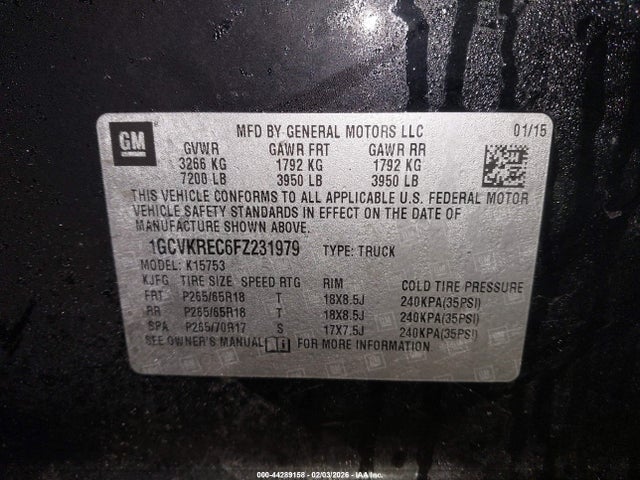 GM
MFD BY GENERAL MOTORS LLC 01/15
GVWR GAWR FRT GAWR RR
3266 KG 1792 KG 1792 KG
7200 LB 3950 LB 3950 LB
THIS VEHICLE CONFORMS TO ALL APPLICABLE U.S. FEDERAL MOTOR
VEHICLE SAFETY STANDARDS IN EFFECT ON THE DATE OF
MANUFACTURE SHOWN ABOVE.
1GCVKREC6FZ231979 TYPE: TRUCK
MODEL: K15753
KJFG TIRE SIZE SPEED RTG RIM COLD TIRE PRESSURE
FRT P265/65R18 T 18X8.5J 240KPA(35PSI)
RR P265/65R18 T 18X8.5J 240KPA(35PSI)
SPA P265/70R17 S 17X7.5J 240KPA(35PSI)
SEE OWNER'S MANUAL FOR MORE INFORMATION.
000-44289158 - 02/03/2026 - IAA, Inc.